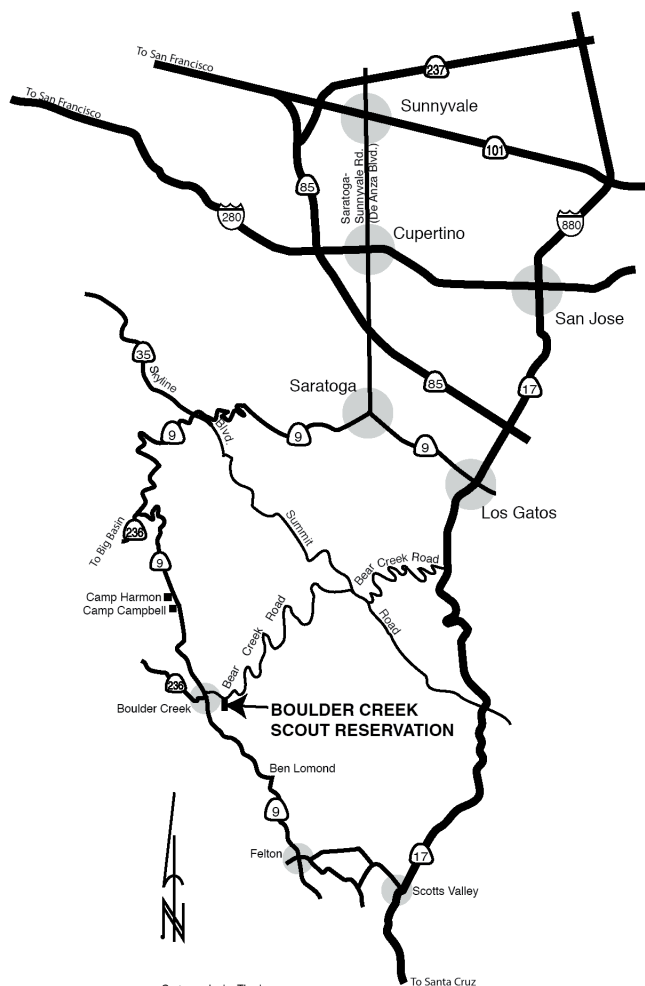 To San Francisco
237
Sunnyvale
To San Francisco
101
Saratoga-
Sunnyvale Rd.
(De Anza Blvd.)
85
280
880
Cupertino
San Jose
35
Skyline
Blvd.
Saratoga
85
17
9
9
9
Los Gatos
Summit
Road
To Big Basin
236
9
Bear Creek Road
Camp Harmon
Camp Campbell
Bear Creek Road
236
Boulder Creek
BOULDER CREEK
SCOUT RESERVATION
Ben Lomond
9
Felton
17
Scotts Valley
N
To Santa Cruz